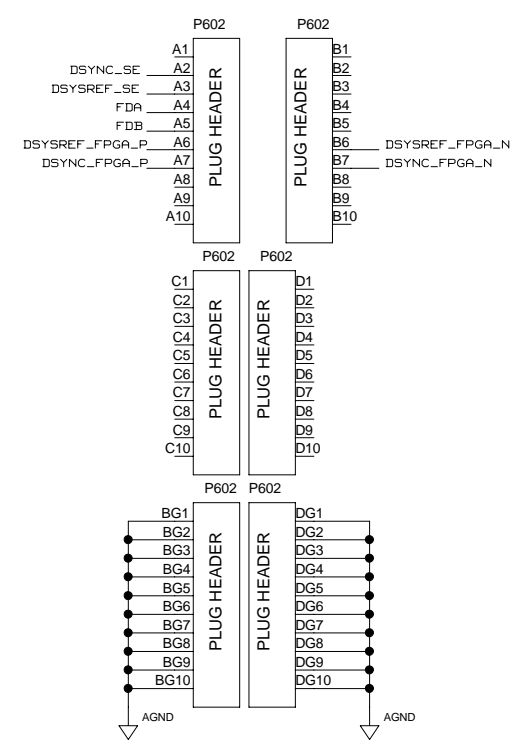 P602 P602
A1 B1
DSYNC_SE A2 B2
DSYSREF_SE A3 B3
FDA A4 B4
FDB A5 B5
DSYSREF_FPGA_P A6 B6 DSYSREF_FPGA_N
DSYNC_FPGA_P A7 B7 DSYNC_FPGA_N
A8 B8
A9 B9
A10 B10
PLUG HEADER
PLUG HEADER
P602 P602
C1 D1
C2 D2
C3 D3
C4 D4
C5 D5
C6 D6
C7 D7
C8 D8
C9 D9
C10 D10
PLUG HEADER
PLUG HEADER
P602 P602
BG1 DG1
BG2 DG2
BG3 DG3
BG4 DG4
BG5 DG5
BG6 DG6
BG7 DG7
BG8 DG8
BG9 DG9
BG10 DG10
PLUG HEADER
PLUG HEADER
AGND AGND